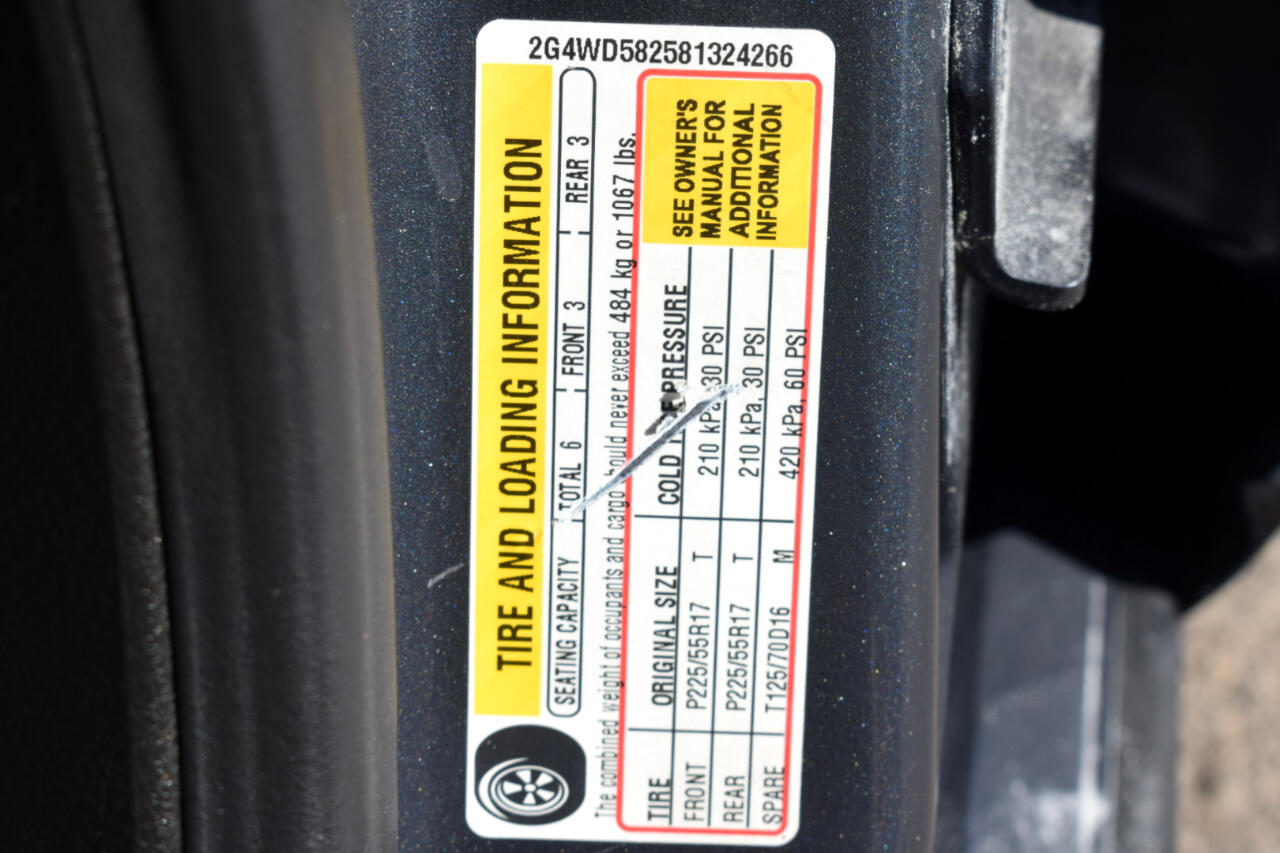 2G4WD582581324266
TIRE AND LOADING INFORMATION
SEATING CAPACITY TOTAL 6 FRONT 3 REAR 3
The combined weight of occupants and cargo should never exceed 484 kg or 1067 lbs.
TIRE ORIGINAL SIZE COLD TIRE PRESSURE
FRONT P225/55R17 T 210 kPa, 30 PSI
REAR P225/55R17 T 210 kPa, 30 PSI
SPARE T125/70D16 M 420 kPa, 60 PSI
SEE OWNER'S
MANUAL FOR
ADDITIONAL
INFORMATION